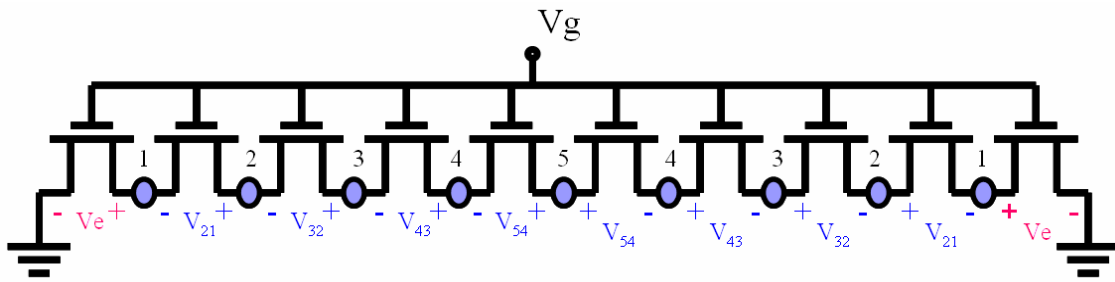 Vg
1 2 3 4 5 4 3 2 1
- Ve + - V21 + - V32 + - V43 + - V54 + + V54 - + V43 - + V32 - + V21 - + Ve -